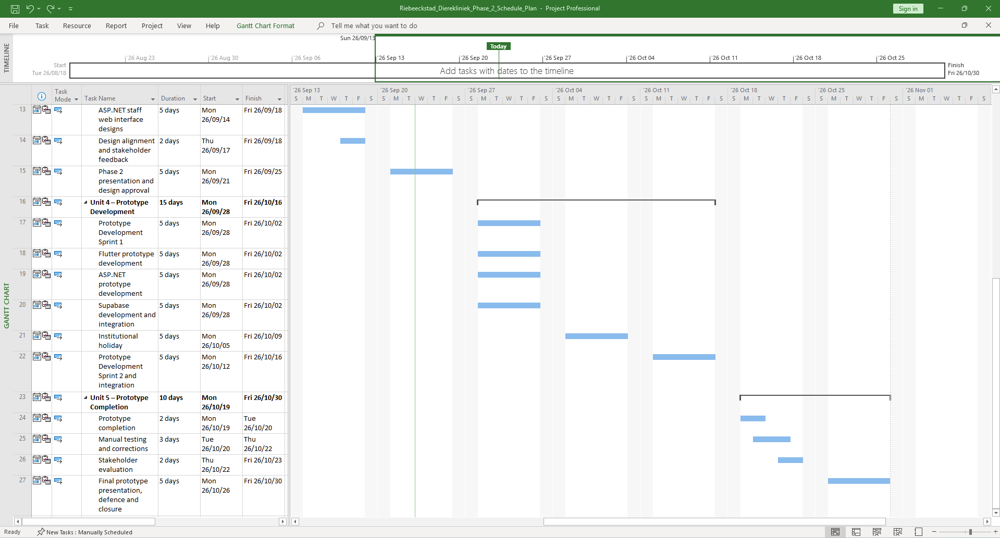 Riebeeckstad_Dierekliniek_Phase_2_Schedule_Plan - Project Professional
Sign in
File Task Resource Report Project View Help Gantt Chart Format Tell me what you want to do
TIMELINE
Sun 26/09/13
Today
'26 Aug 23 '26 Aug 30 '26 Sep 06 '26 Sep 13 '26 Sep 20 '26 Sep 27 '26 Oct 04 '26 Oct 11 '26 Oct 18 '26 Oct 25
Start
Tue 26/08/18
Add tasks with dates to the timeline
Finish
Fri 26/10/30
GANTT CHART
Task
Mode
Task Name Duration Start Finish
'26 Sep 13 '26 Sep 20 '26 Sep 27 '26 Oct 04 '26 Oct 11 '26 Oct 18 '26 Oct 25 '26 Nov 01
S M T W T F S S M T W T F S S M T W T F S S M T W T F S S M T W T F S S M T W T F S S M T W T F S S M T W T F S
13 ASP.NET staff 5 days Mon Fri 26/09/18
web interface 26/09/14
designs
14 Design alignment 2 days Thu Fri 26/09/18
and stakeholder 26/09/17
feedback
15 Phase 2 5 days Mon Fri 26/09/25
presentation and 26/09/21
design approval
16 Unit 4 – Prototype 15 days Mon Fri 26/10/16
Development 26/09/28
17 Prototype 5 days Mon Fri 26/10/02
Development 26/09/28
Sprint 1
18 Flutter prototype 5 days Mon Fri 26/10/02
development 26/09/28
19 ASP.NET 5 days Mon Fri 26/10/02
prototype 26/09/28
development
20 Supabase 5 days Mon Fri 26/10/02
development and 26/09/28
integration
21 Institutional 5 days Mon Fri 26/10/09
holiday 26/10/05
22 Prototype 5 days Mon Fri 26/10/16
Development 26/10/12
Sprint 2 and
integration
23 Unit 5 – Prototype 10 days Mon Fri 26/10/30
Completion 26/10/19
24 Prototype 2 days Mon Tue
completion 26/10/19 26/10/20
25 Manual testing 3 days Tue Thu
and corrections 26/10/20 26/10/22
26 Stakeholder 2 days Thu Fri 26/10/23
evaluation 26/10/22
27 Final prototype 5 days Mon Fri 26/10/30
presentation, 26/10/26
defence and
closure
Ready New Tasks : Manually Scheduled